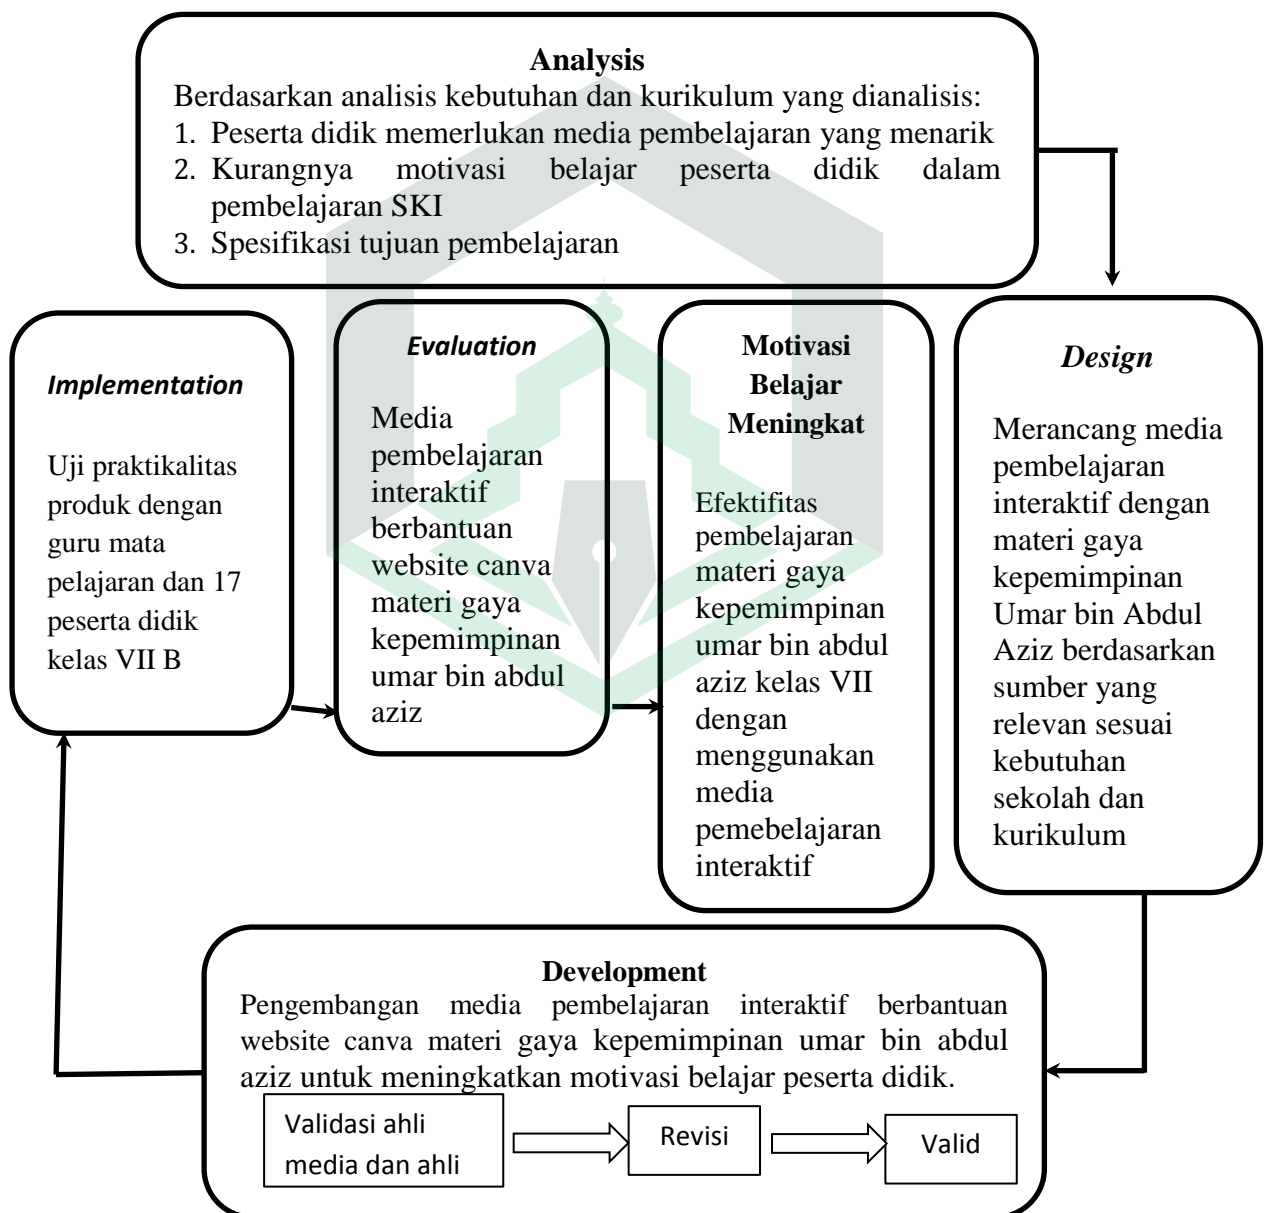 Analysis
Berdasarkan analisis kebutuhan dan kurikulum yang dianalisis:
1. Peserta didik memerlukan media pembelajaran yang menarik
2. Kurangnya motivasi belajar peserta didik dalam
pembelajaran SKI
3. Spesifikasi tujuan pembelajaran
Implementation
Uji praktikalitas
produk dengan
guru mata
pelajaran dan 17
peserta didik
kelas VII B
Evaluation
Media
pembelajaran
interaktif
berbantuan
website canva
materi gaya
kepemimpinan
umar bin abdul
aziz
Motivasi
Belajar
Meningkat
Efektifitas
pembelajaran
materi gaya
kepemimpinan
umar bin abdul
aziz kelas VII
dengan
menggunakan
media
pemebelajaran
interaktif
Design
Merancang media
pembelajaran
interaktif dengan
materi gaya
kepemimpinan
Umar bin Abdul
Aziz berdasarkan
sumber yang
relevan sesuai
kebutuhan
sekolah dan
kurikulum
Development
Pengembangan media pembelajaran interaktif berbantuan
website canva materi gaya kepemimpinan umar bin abdul
aziz untuk meningkatkan motivasi belajar peserta didik.
Validasi ahli
media dan ahli
Revisi
Valid